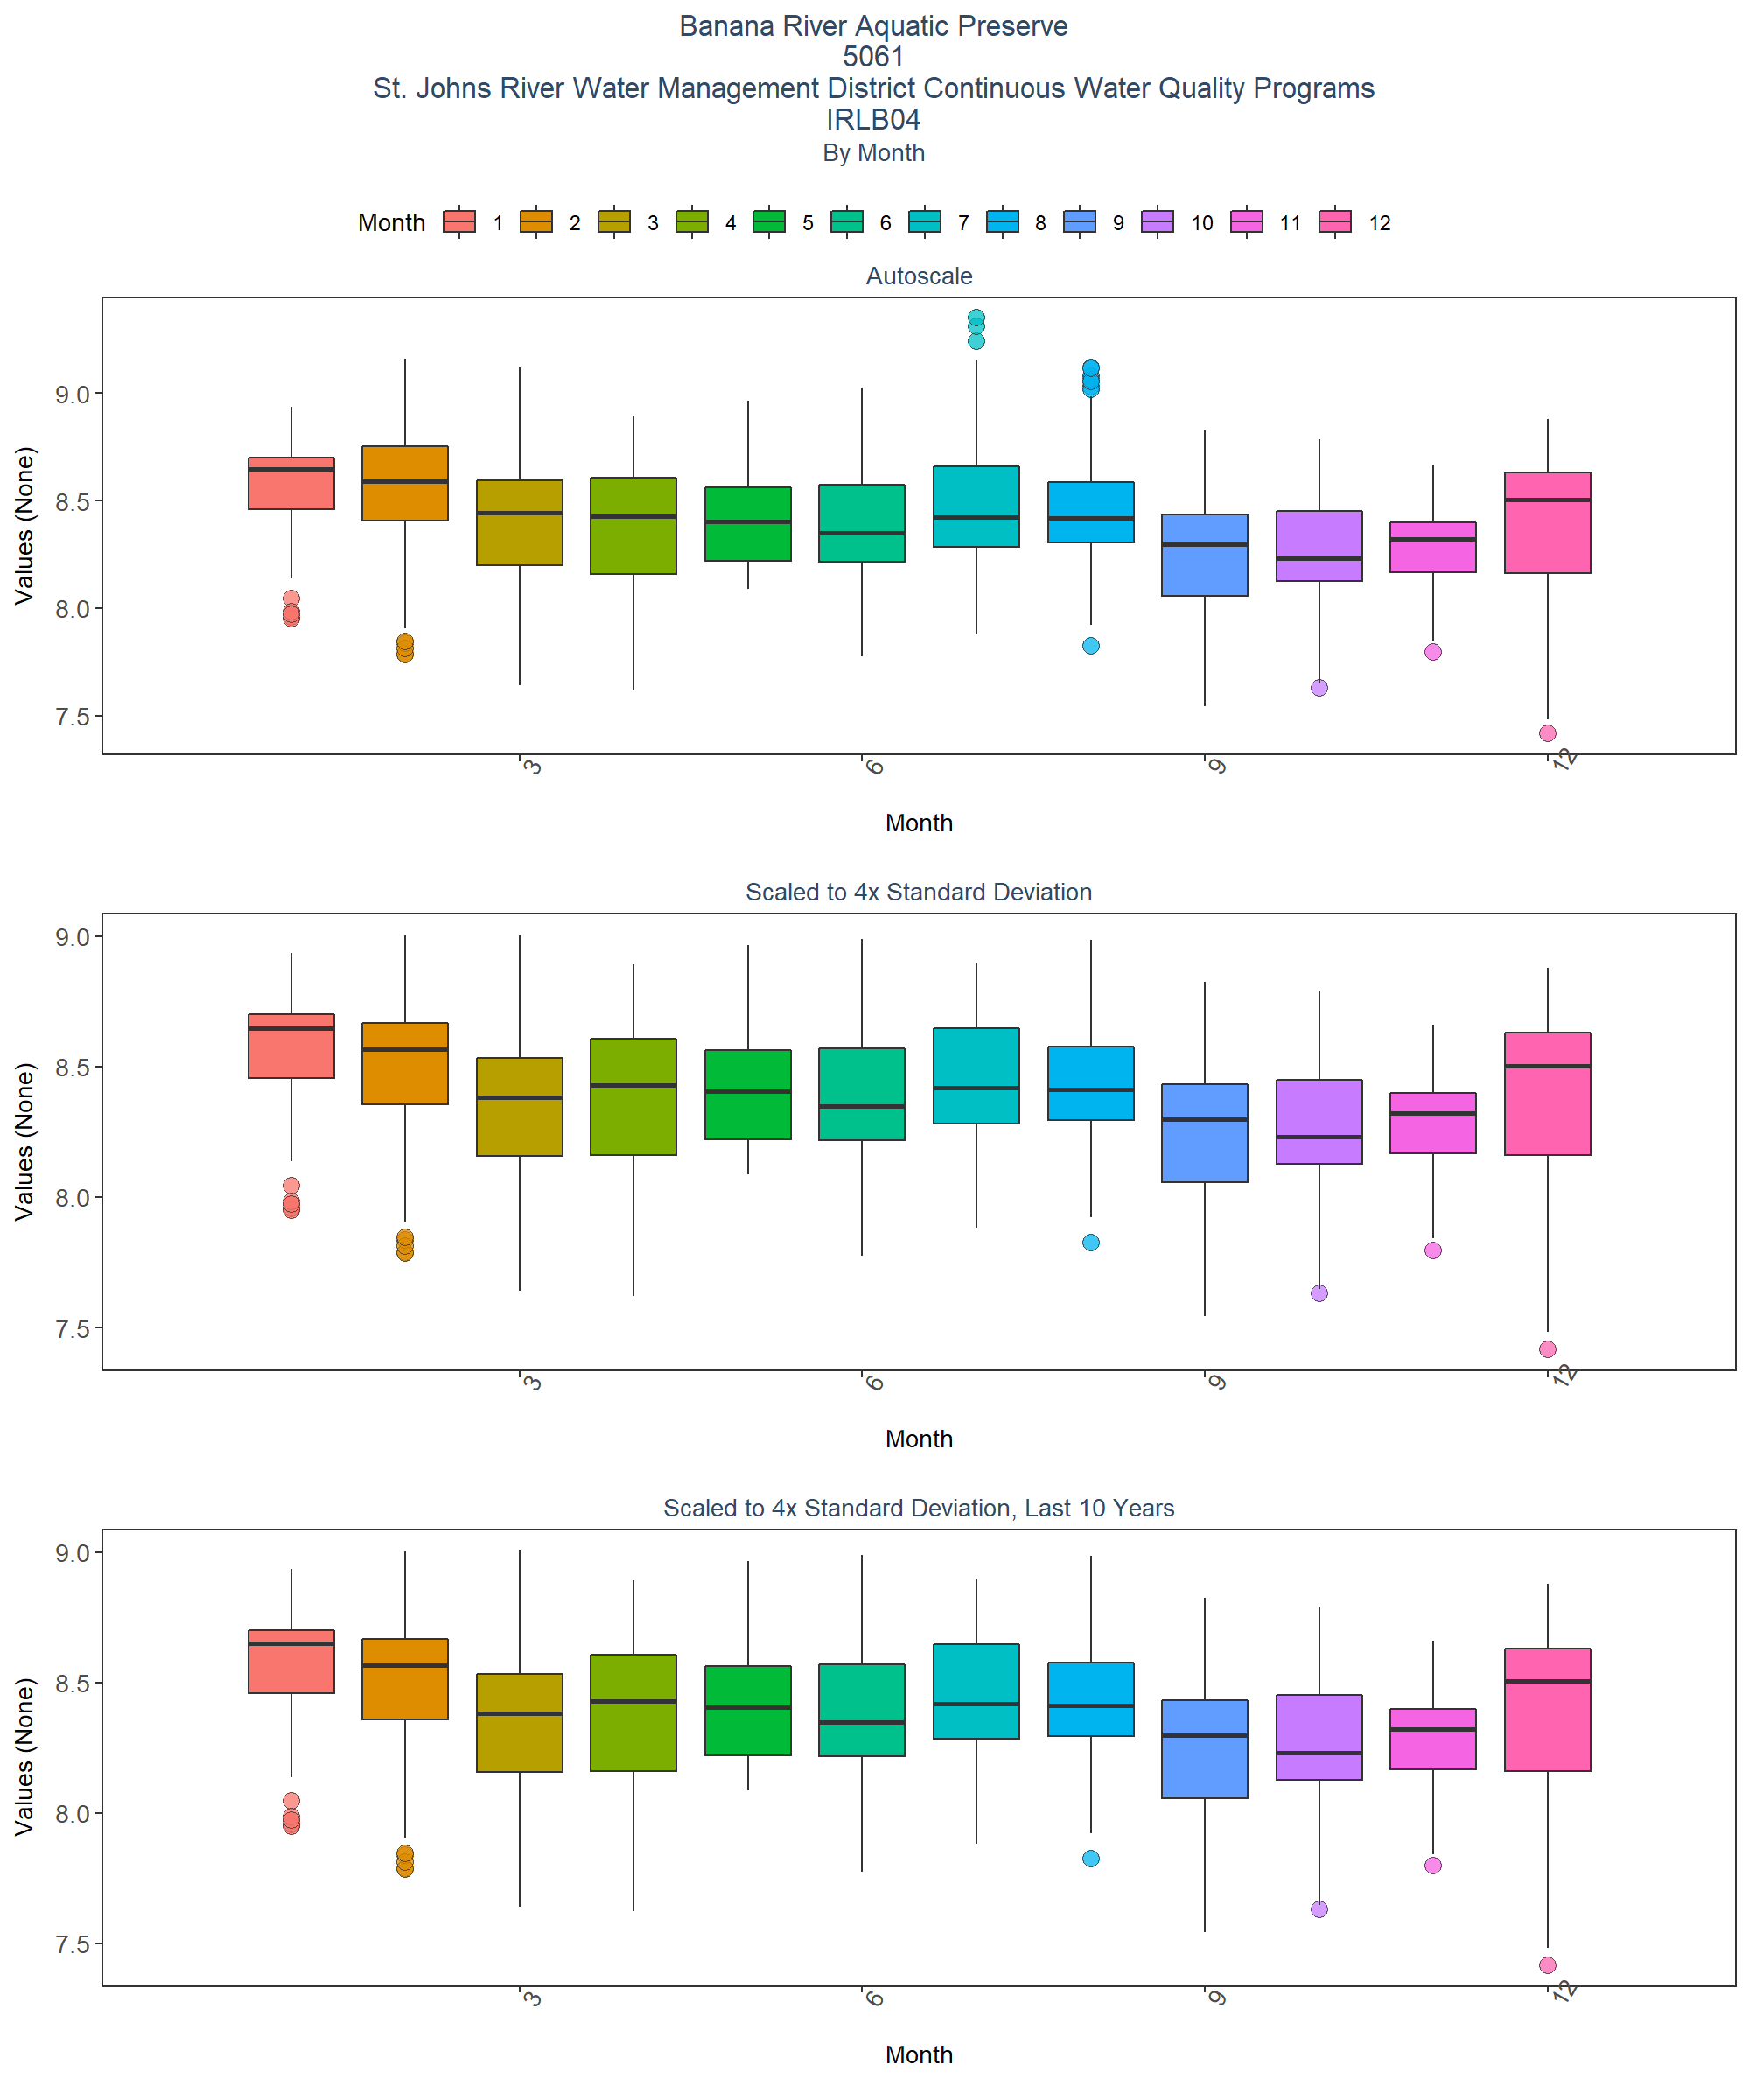 Banana River Aquatic Preserve
5061
St. Johns River Water Management District Continuous Water Quality Programs
IRLB04
By Month
Month 1 2 3 4 5 6 7 8 9 10 11 12
Autoscale
Values (None)
9.0
8.5
8.0
7.5
3 6 9 12
Month
Scaled to 4x Standard Deviation
Values (None)
9.0
8.5
8.0
7.5
3 6 9 12
Month
Scaled to 4x Standard Deviation, Last 10 Years
Values (None)
9.0
8.5
8.0
7.5
3 6 9 12
Month